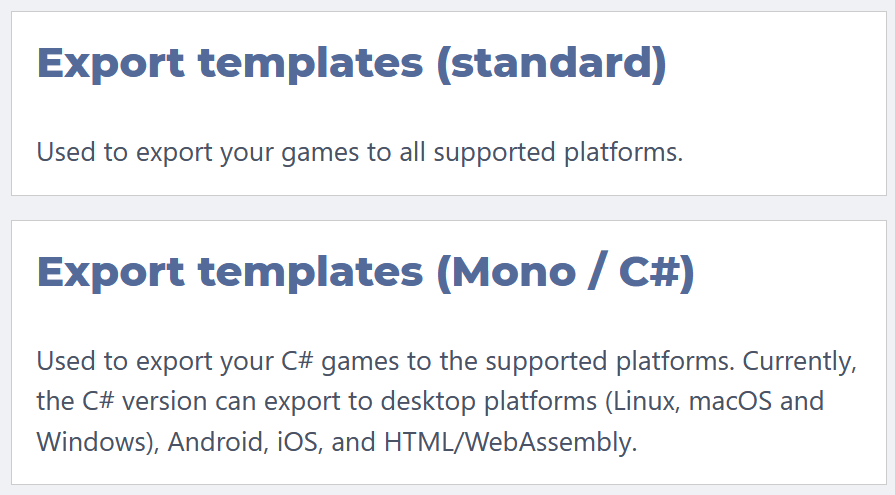 Export templates (standard)
Used to export your games to all supported platforms.
Export templates (Mono / C#)
Used to export your C# games to the supported platforms. Currently,
the C# version can export to desktop platforms (Linux, macOS and
Windows), Android, iOS, and HTML/WebAssembly.